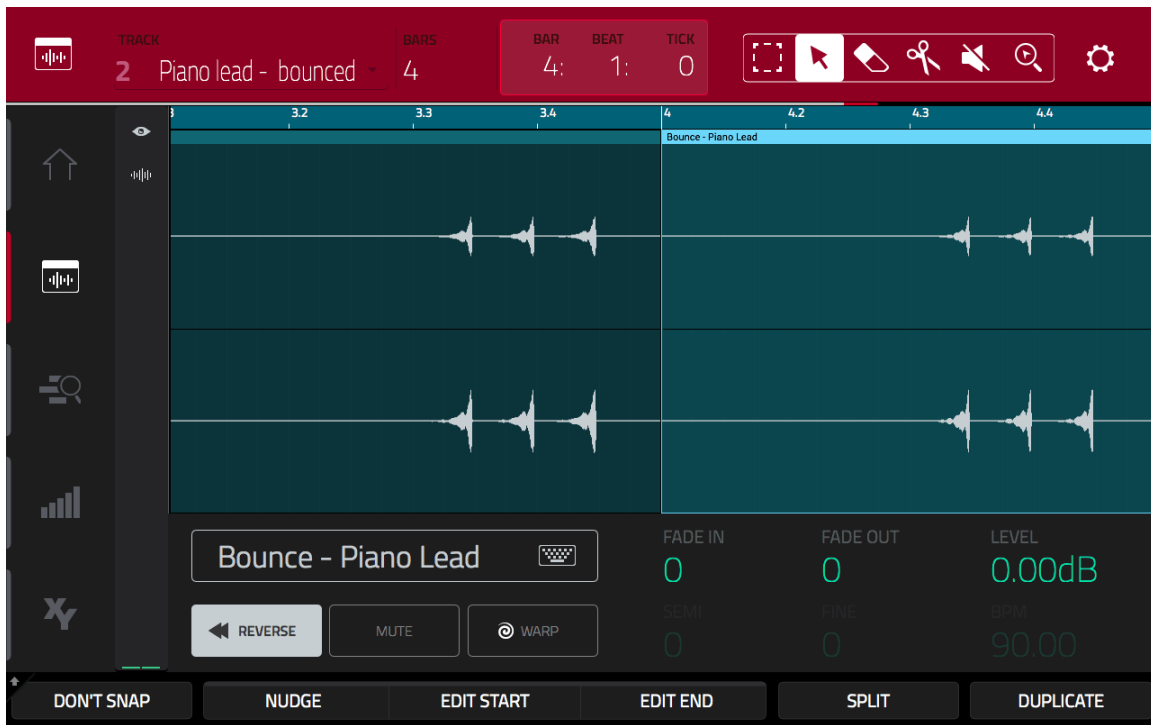 TRACK BARS BAR BEAT TICK
2 Piano lead - bounced 4 4: 1: 0
3 3.2 3.3 3.4 4 4.2 4.3 4.4
Bounce - Piano Lead
Bounce - Piano Lead
FADE IN FADE OUT LEVEL
0 0 0.00dB
REVERSE MUTE WARP
SEMI FINE BPM
0 0 90.00
XY
DON'T SNAP NUDGE EDIT START EDIT END SPLIT DUPLICATE